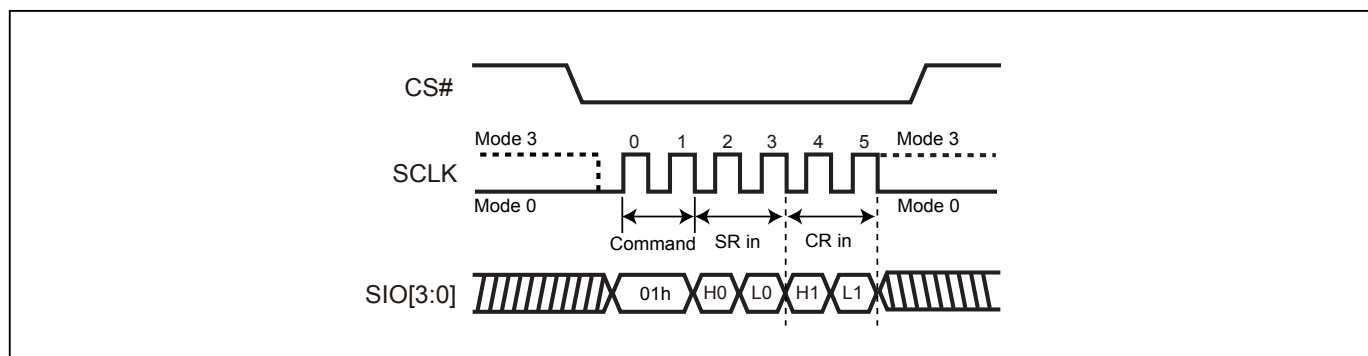 CS#
Mode 3 0 1 2 3 4 5 Mode 3
SCLK
Mode 0 Mode 0
Command SR in CR in
SIO[3:0] 01h H0 L0 H1 L1